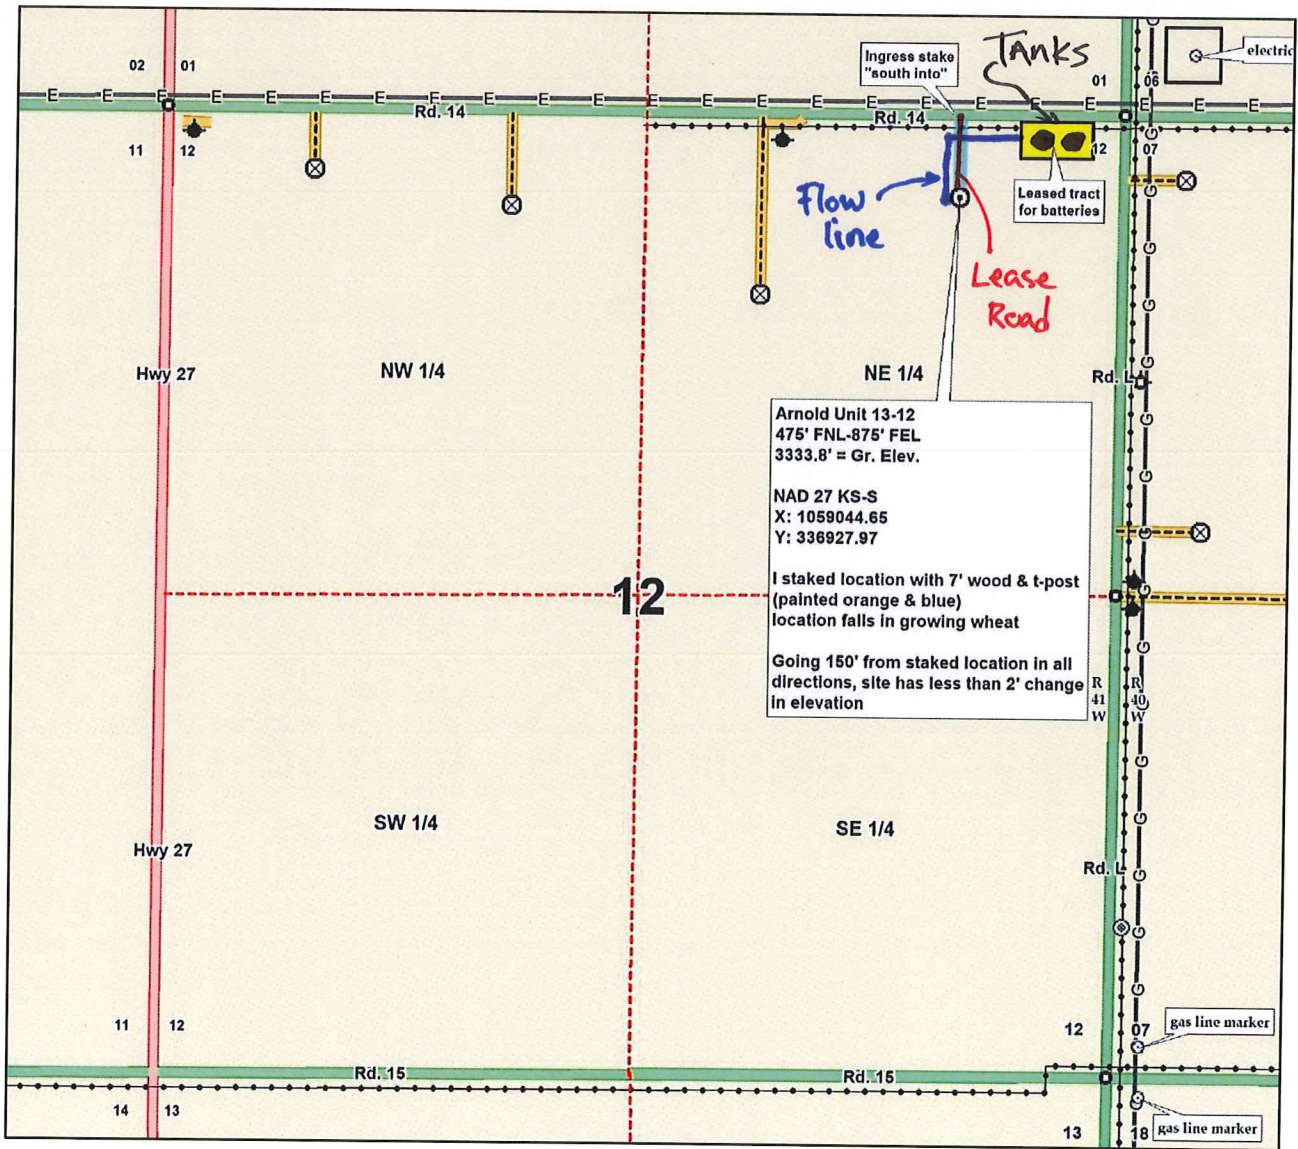 Ingress stake
"south into"
TANKS
electric
02 01
01 06
E E E E E E E E E E E E E E E E E E E E E E E
Rd. 14
Rd. 14
11 12
12 07
Leased tract
for batteries
Flow
line
Lease
Road
Hwy 27
NW 1/4
NE 1/4
Rd. L
Arnold Unit 13-12
475' FNL-875' FEL
3333.8' = Gr. Elev.
NAD 27 KS-S
X: 1059044.65
Y: 336927.97
I staked location with 7' wood & t-post
(painted orange & blue)
location falls in growing wheat
Going 150' from staked location in all
directions, site has less than 2' change
in elevation
12
R
41
W
R
40
W
G G G G G G G G G G G G G G G G G G
SW 1/4
SE 1/4
Hwy 27
Rd. L
11 12
12 07
gas line marker
Rd. 15
Rd. 15
14 13
13 18
gas line marker